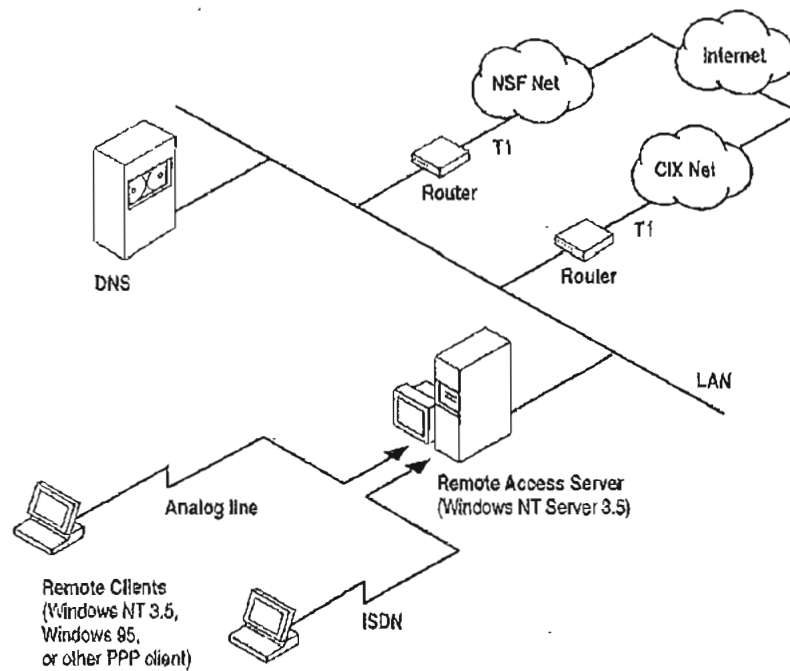 Internet
NSF Net
T1
Router
CIX Net
T1
Router
DNS
LAN
Remote Access Server
(Windows NT Server 3.5)
Analog line
Remote Clients
(Windows NT 3.5,
Windows 95,
or other PPP client)
ISDN